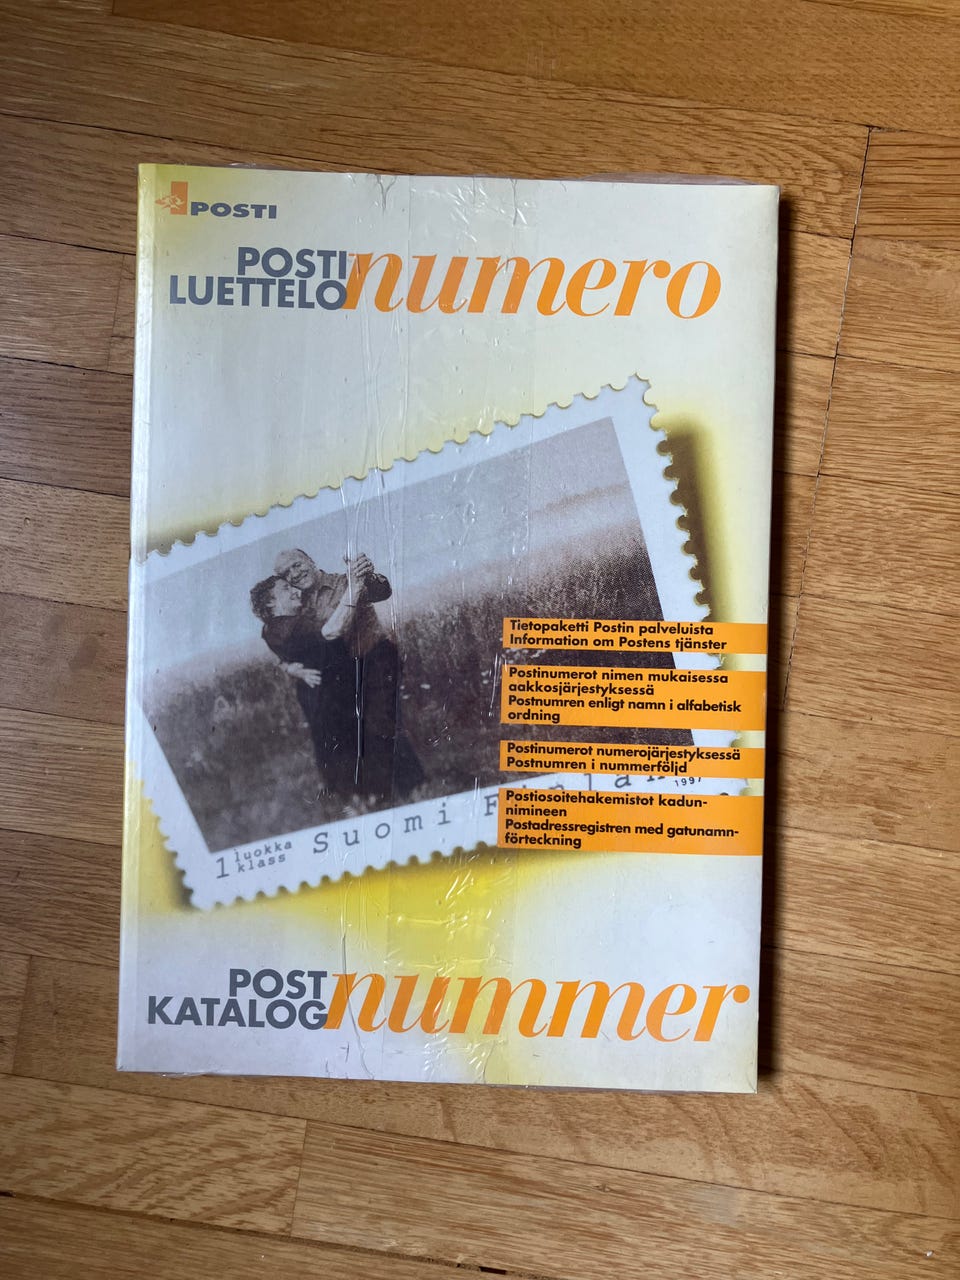 POSTI
POSTI numero
LUETTELO
Tietopaketti Postin palveluista
Information om Postens tjänster
Postinumerot nimen mukaisessa
aakkosjärjestyksessä
Postnumren enligt namn i alfabetisk
ordning
Postinumerot numerojärjestyksessä
Postnumren i nummerföljd
Postiosoitehakemistot kadun-
nimineen
Postadressregistren med gatunamn-
förteckning
1 luokka
klass
Suomi Finland
1997
POST nummer
KATALOG